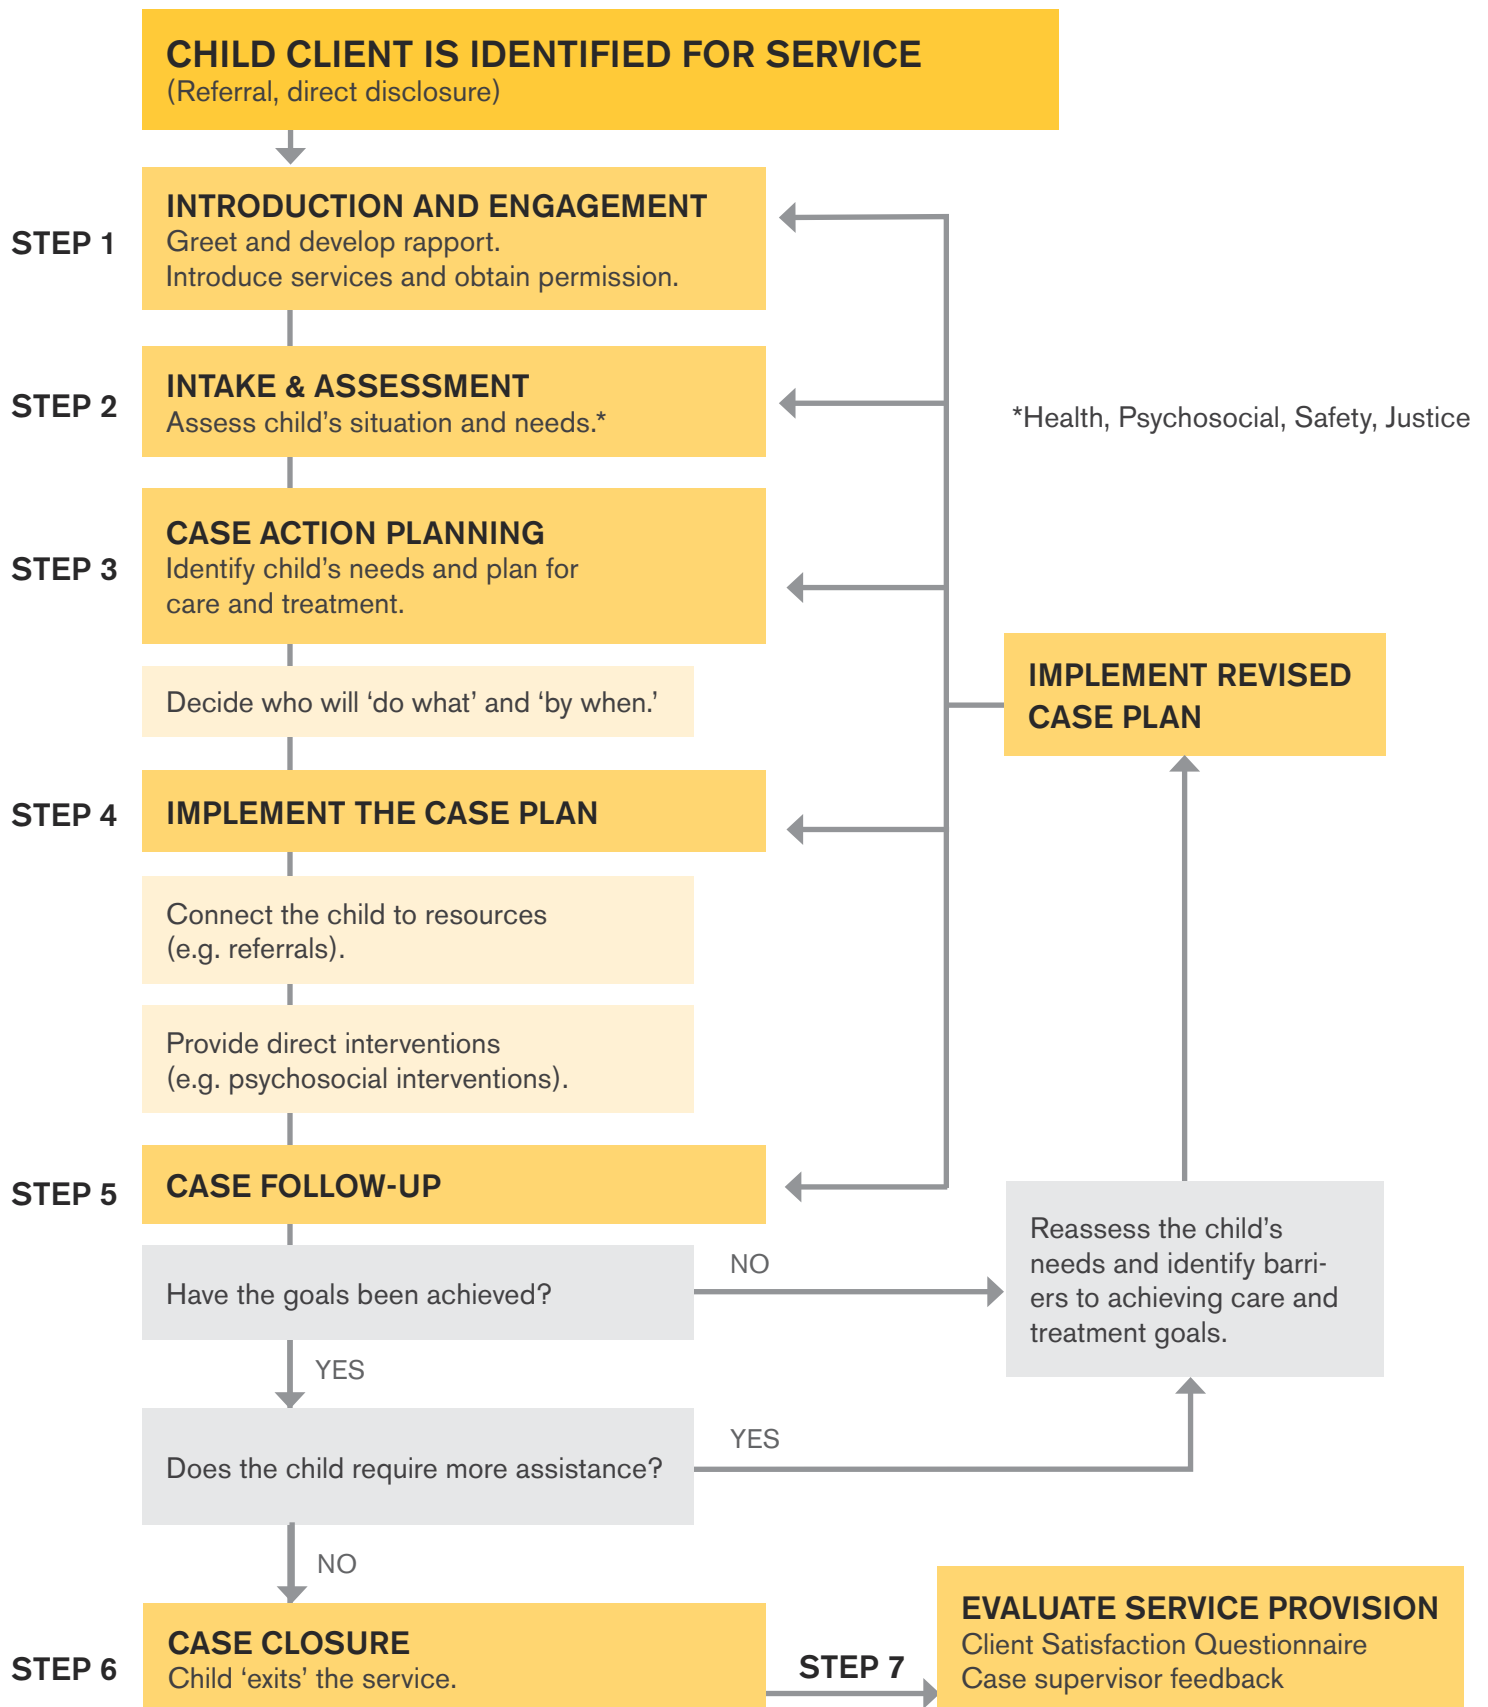 CHILD CLIENT IS IDENTIFIED FOR SERVICE
(Referral, direct disclosure)
STEP 1
INTRODUCTION AND ENGAGEMENT
Greet and develop rapport.
Introduce services and obtain permission.
STEP 2
INTAKE & ASSESSMENT
Assess child’s situation and needs.*
*Health, Psychosocial, Safety, Justice
STEP 3
CASE ACTION PLANNING
Identify child’s needs and plan for
care and treatment.
Decide who will ‘do what’ and ‘by when.’
IMPLEMENT REVISED
CASE PLAN
STEP 4
IMPLEMENT THE CASE PLAN
Connect the child to resources
(e.g. referrals).
Provide direct interventions
(e.g. psychosocial interventions).
STEP 5
CASE FOLLOW-UP
Have the goals been achieved?
NO
Reassess the child’s
needs and identify barri-
ers to achieving care and
treatment goals.
YES
Does the child require more assistance?
YES
NO
STEP 6
CASE CLOSURE
Child ‘exits’ the service.
STEP 7
EVALUATE SERVICE PROVISION
Client Satisfaction Questionnaire
Case supervisor feedback